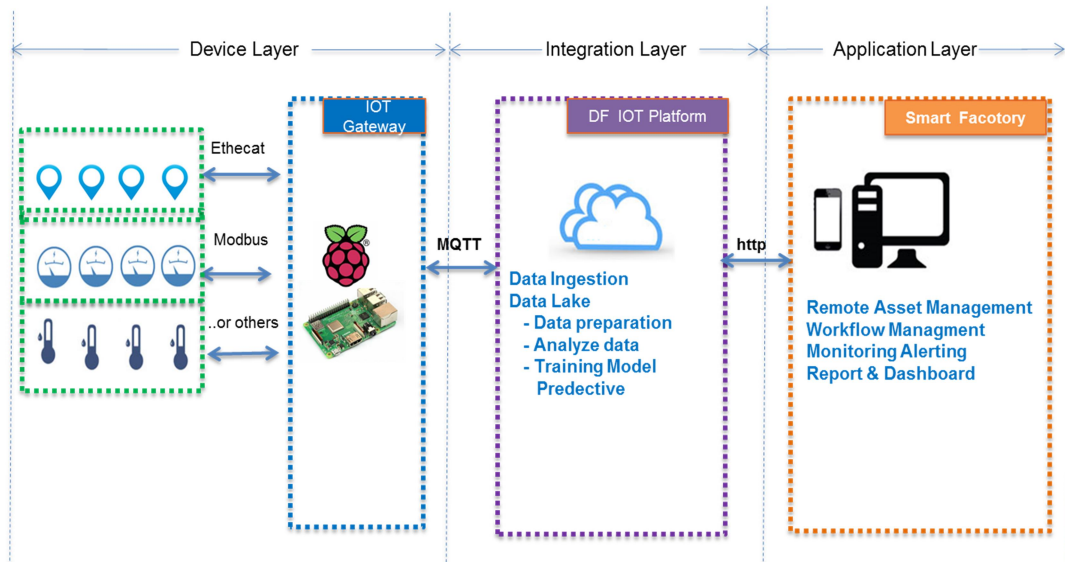 Device Layer
Integration Layer
Application Layer
IOT
Gateway
DF IOT Platform
Smart Facotory
Ethecat
Modbus
..or others
®
MQTT
http
Data Ingestion
Data Lake
- Data preparation
- Analyze data
- Training Model
Predective
Remote Asset Management
Workflow Managment
Monitoring Alerting
Report & Dashboard